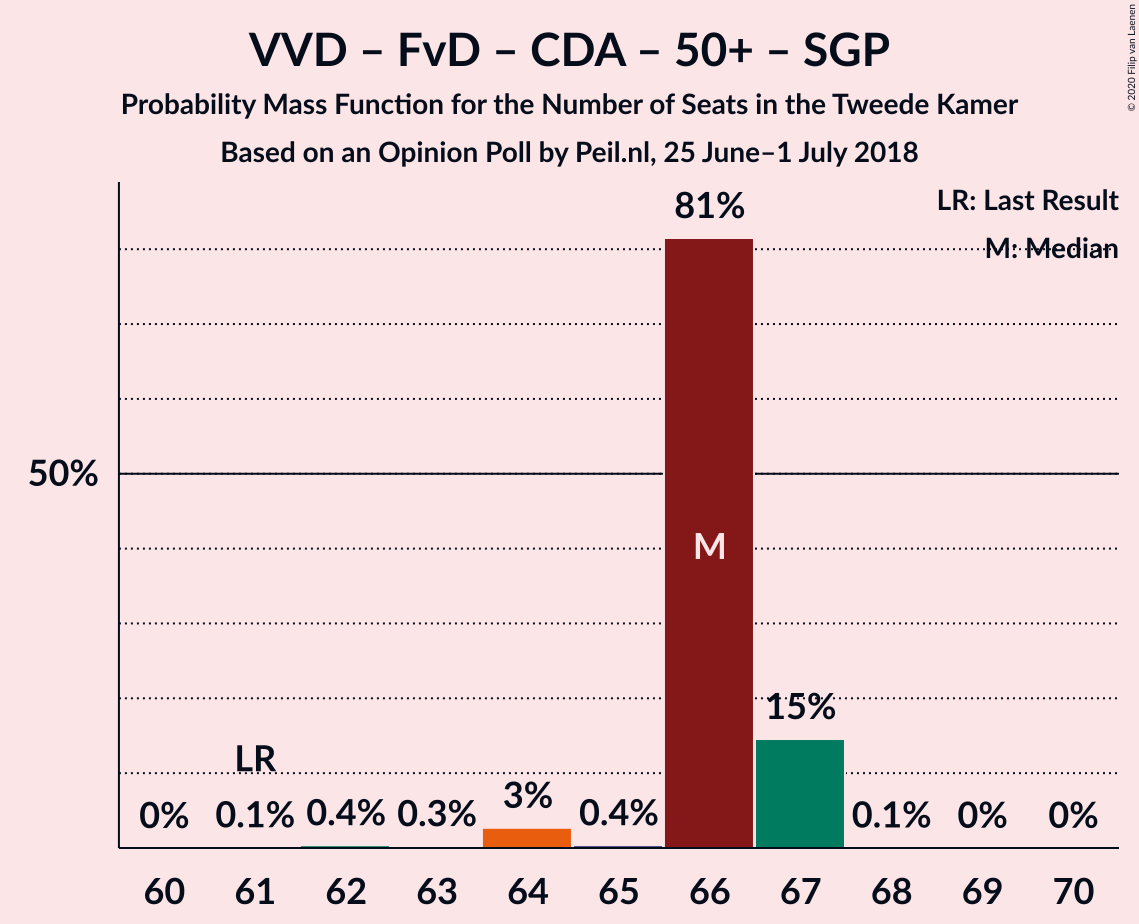 VVD – FvD – CDA – 50+ – SGP
Probability Mass Function for the Number of Seats in the Tweede Kamer
Based on an Opinion Poll by Peil.nl, 25 June–1 July 2018
© 2020 Filip van Laenen
LR: Last Result
M: Median
81%
50%
M
15%
LR
0% 0.1% 0.4% 0.3% 3% 0.4% 0.1% 0% 0%
60 61 62 63 64 65 66 67 68 69 70